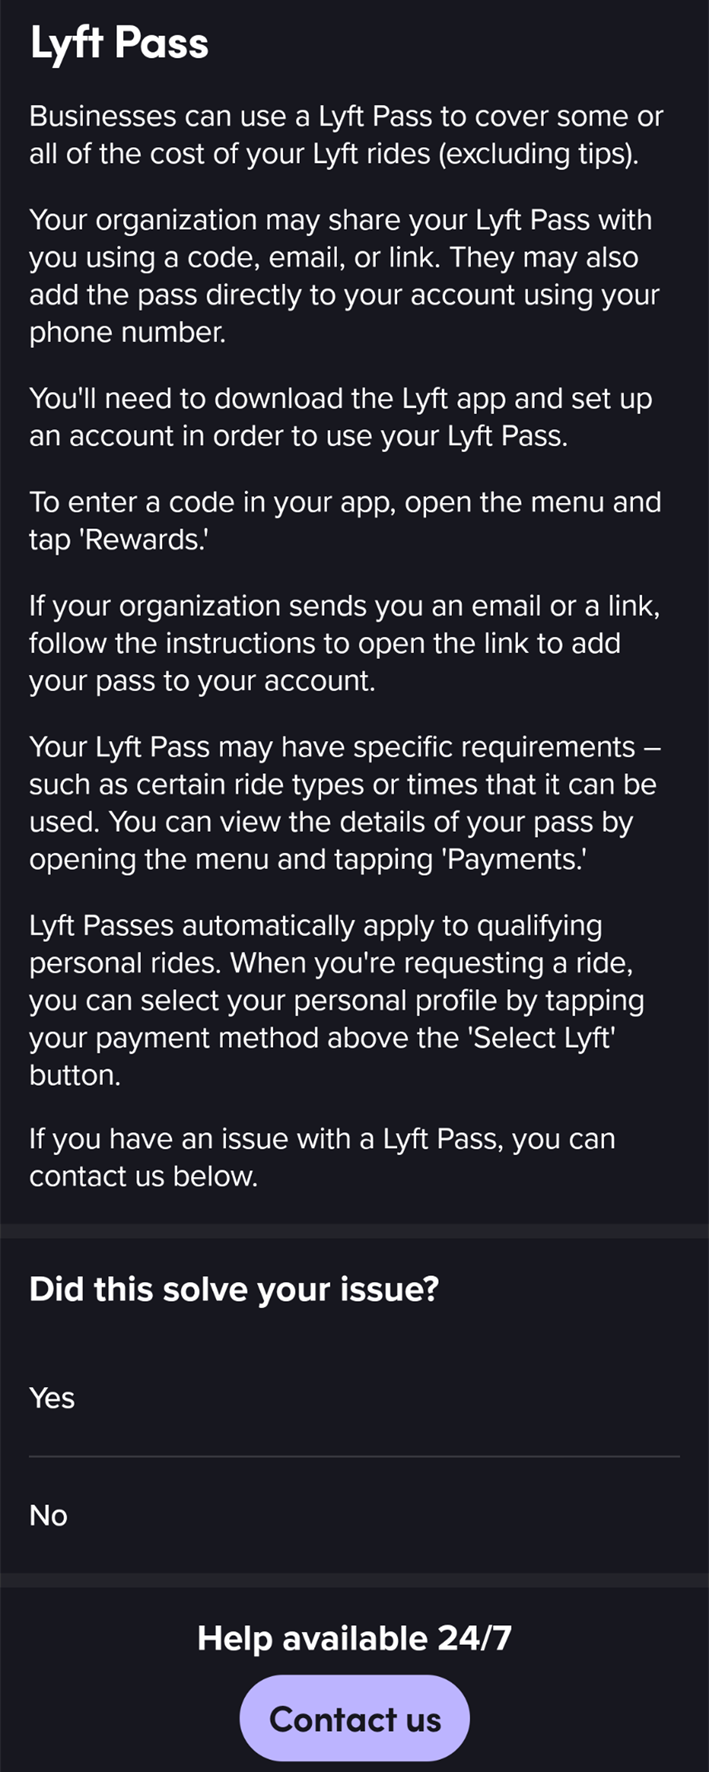 Lyft Pass
Businesses can use a Lyft Pass to cover some or
all of the cost of your Lyft rides (excluding tips).
Your organization may share your Lyft Pass with
you using a code, email, or link. They may also
add the pass directly to your account using your
phone number.
You'll need to download the Lyft app and set up
an account in order to use your Lyft Pass.
To enter a code in your app, open the menu and
tap 'Rewards.'
If your organization sends you an email or a link,
follow the instructions to open the link to add
your pass to your account.
Your Lyft Pass may have specific requirements –
such as certain ride types or times that it can be
used. You can view the details of your pass by
opening the menu and tapping 'Payments.'
Lyft Passes automatically apply to qualifying
personal rides. When you're requesting a ride,
you can select your personal profile by tapping
your payment method above the 'Select Lyft'
button.
If you have an issue with a Lyft Pass, you can
contact us below.
Did this solve your issue?
Yes
No
Help available 24/7
Contact us